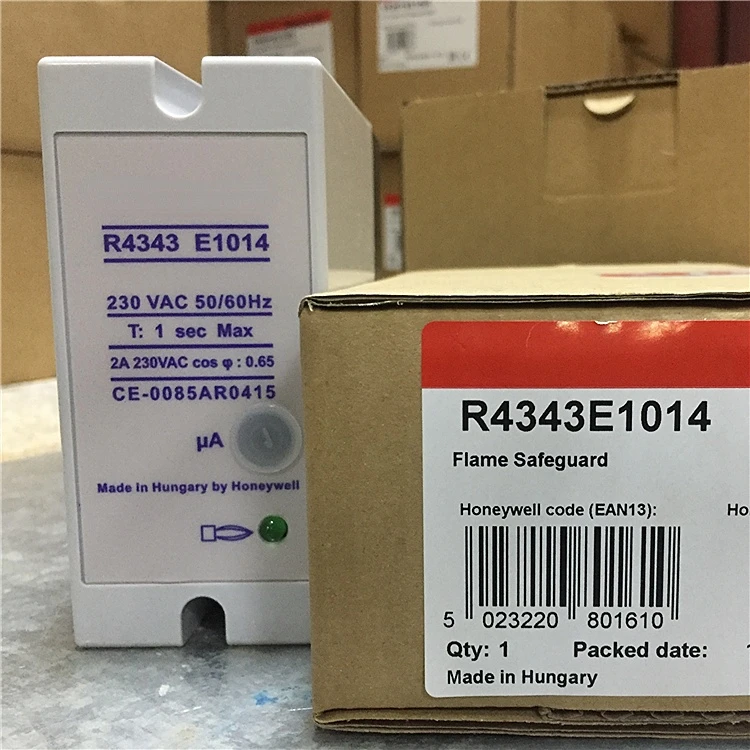 R4343 E1014
230 VAC 50/60Hz
T: 1 sec Max
2A 230VAC cos φ : 0.65
CE-0085AR0415
µA
Made in Hungary by Honeywell
R4343E1014
Flame Safeguard
Honeywell code (EAN13):
Ho
5 023220 801610
Qty: 1 Packed date:
Made in Hungary